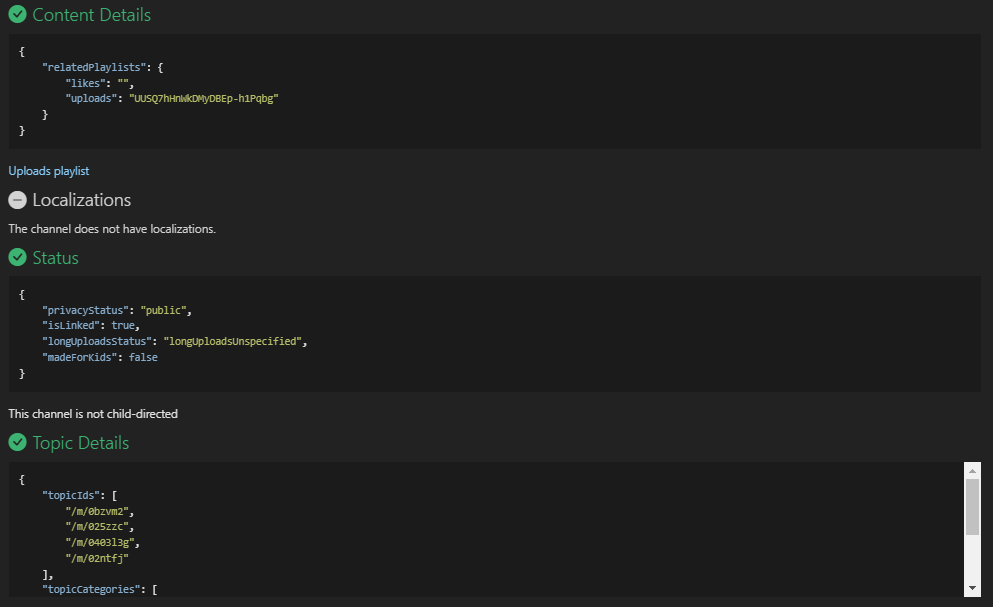 Content Details
{
    "relatedPlaylists": {
        "likes": "",
        "uploads": "UUSQ7hHnWkDMyDBEp-h1Pqbg"
    }
}
Uploads playlist
Localizations
The channel does not have localizations.
Status
{
    "privacyStatus": "public",
    "isLinked": true,
    "longUploadsStatus": "longUploadsUnspecified",
    "madeForKids": false
}
This channel is not child-directed
Topic Details
{
    "topicIds": [
        "/m/0bzvm2",
        "/m/025zzc",
        "/m/0403l3g",
        "/m/02ntfj"
    ],
    "topicCategories": [